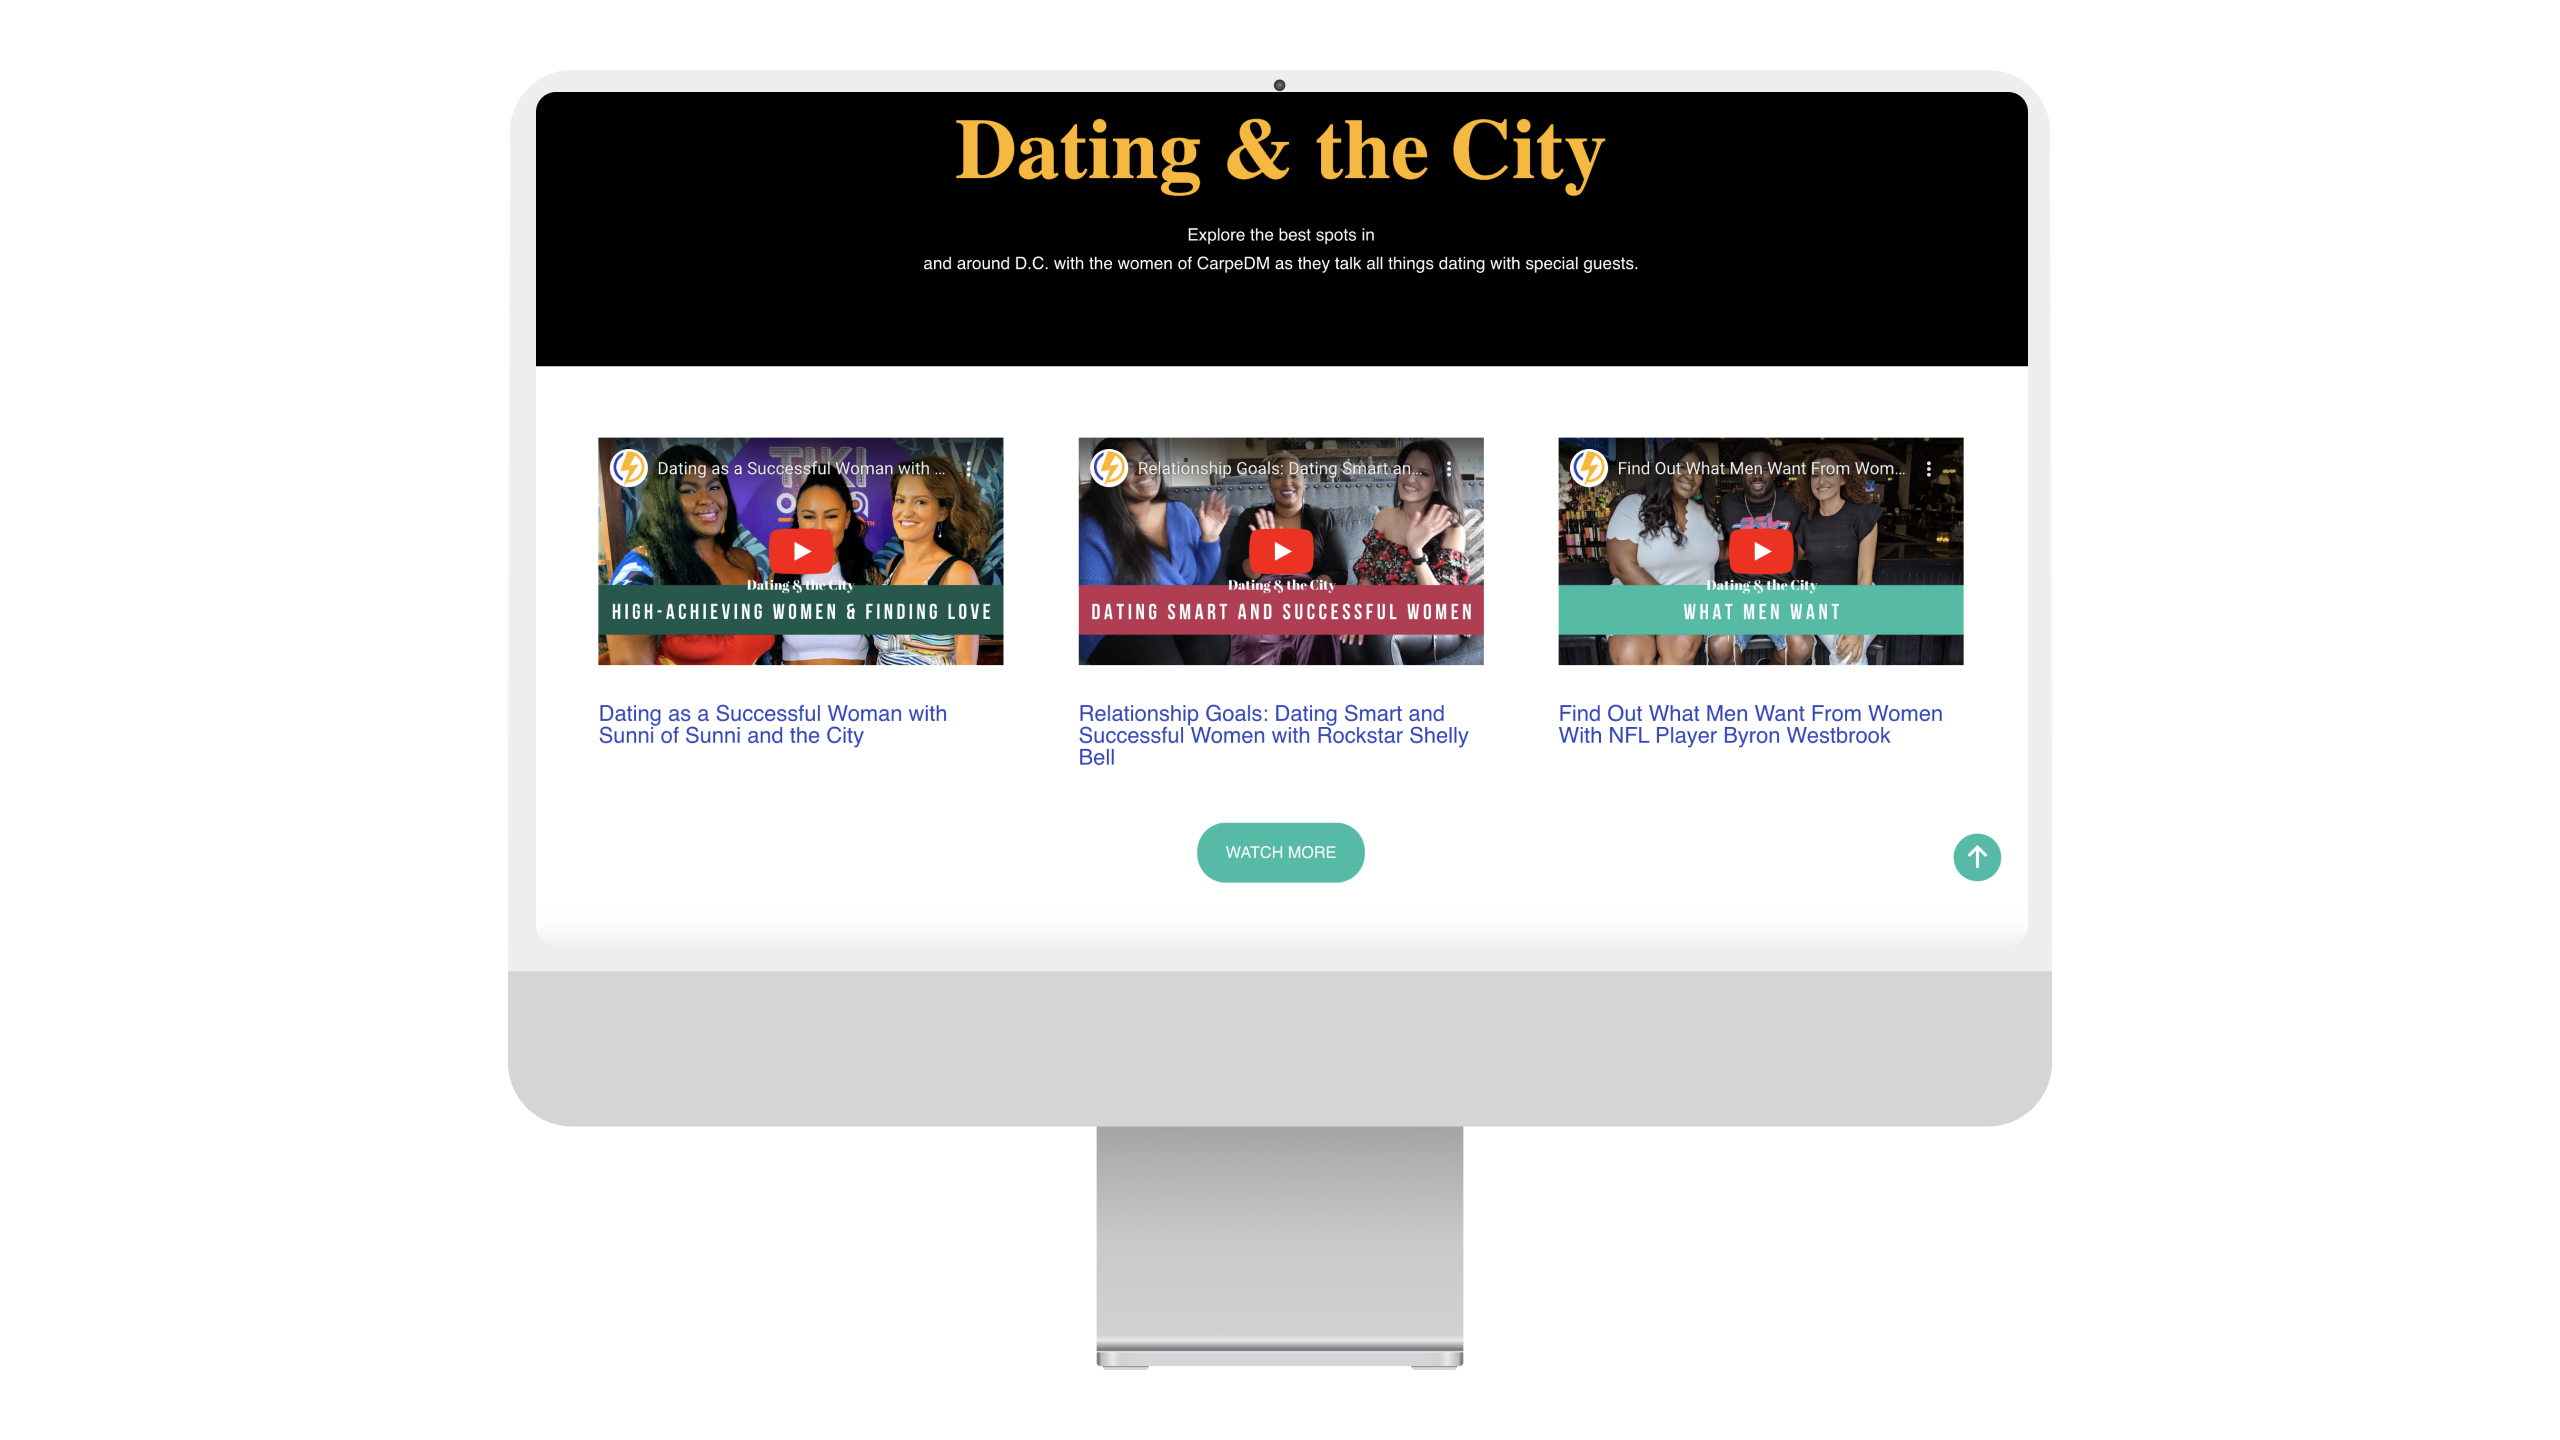 Dating & the City
Explore the best spots in
and around D.C. with the women of CarpeDM as they talk all things dating with special guests.
Dating as a Successful Woman with ...
TIKI
TH
Dating & the City
HIGH-ACHIEVING WOMEN & FINDING LOVE
Relationship Goals: Dating Smart an...
Dating & the City
DATING SMART AND SUCCESSFUL WOMEN
Find Out What Men Want From Wom...
Dating & the City
WHAT MEN WANT
Dating as a Successful Woman with
Sunni of Sunni and the City
Relationship Goals: Dating Smart and
Successful Women with Rockstar Shelly
Bell
Find Out What Men Want From Women
With NFL Player Byron Westbrook
WATCH MORE